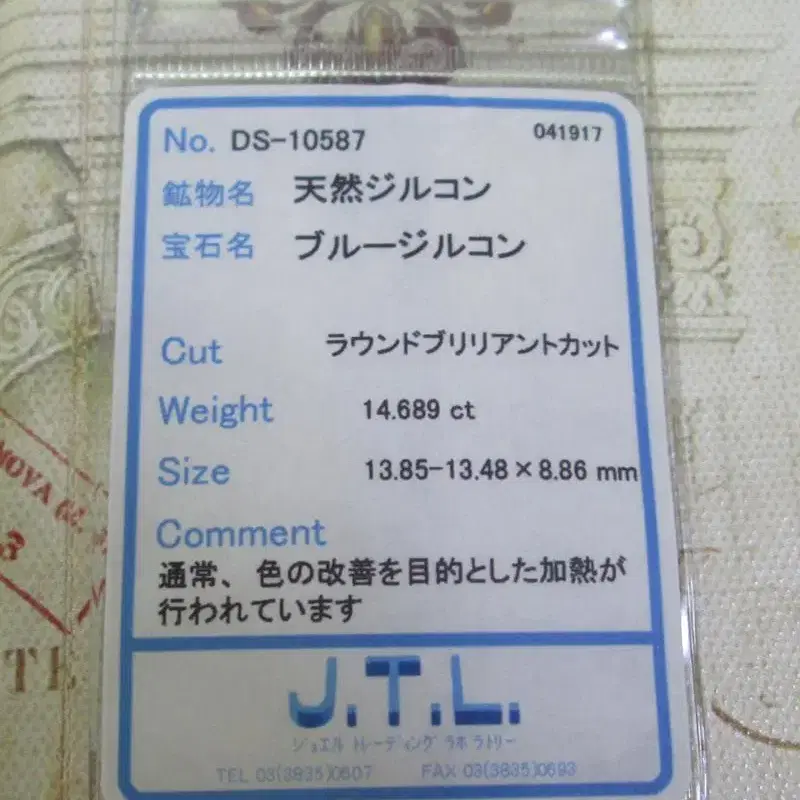 No. DS-10587 041917
鉱物名 天然ジルコン
宝石名 ブルージルコン
Cut ラウンドブリリアントカット
Weight 14.689 ct
Size 13.85-13.48×8.86 mm
Comment
通常、色の改善を目的とした加熱が
行われています
J.T.L.
ジュエル トレーディング ラボラトリー
TEL 03(3835)0607 FAX 03(3835)0693
NOVA
3